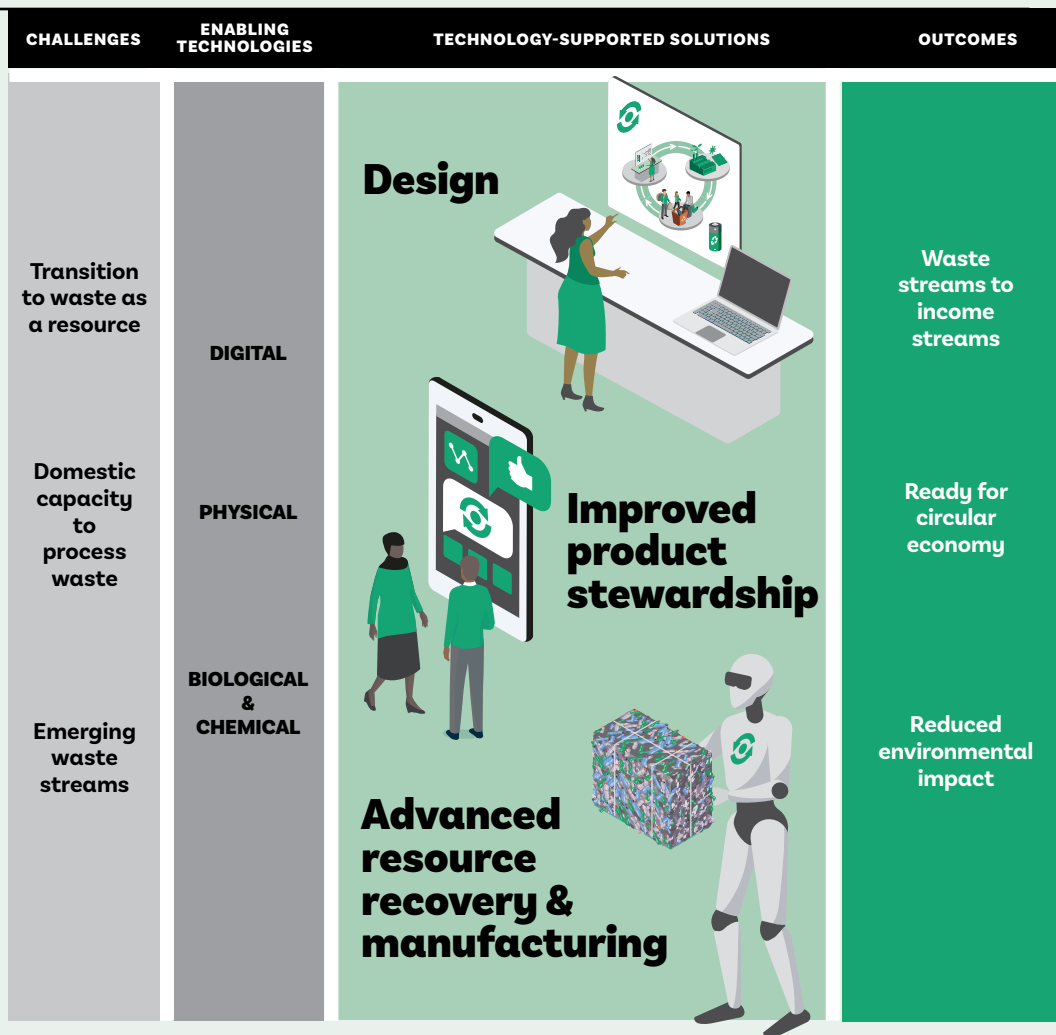 CHALLENGES
ENABLING
TECHNOLOGIES
TECHNOLOGY-SUPPORTED SOLUTIONS
OUTCOMES
Transition
to waste as
a resource
Domestic
capacity
to
process
waste
Emerging
waste
streams
DIGITAL
PHYSICAL
BIOLOGICAL
&
CHEMICAL
Design
Improved
product
stewardship
Advanced
resource
recovery &
manufacturing
Waste
streams to
income
streams
Ready for
circular
economy
Reduced
environmental
impact